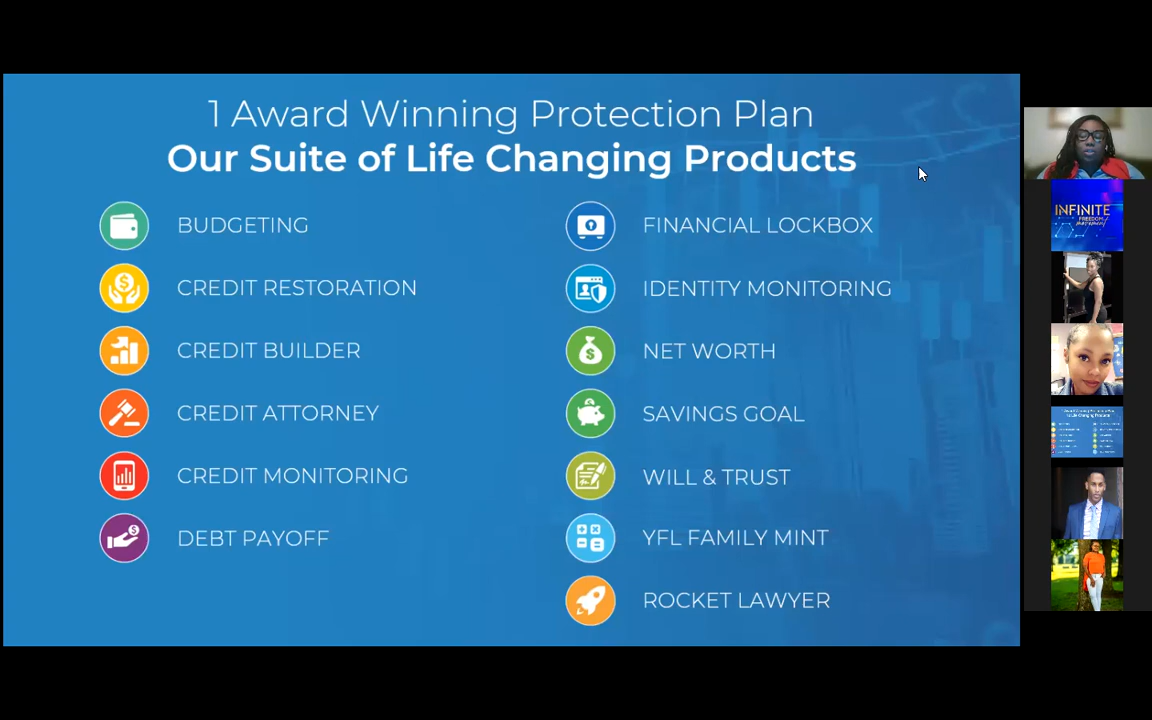 1 Award Winning Protection Plan
Our Suite of Life Changing Products
BUDGETING
CREDIT RESTORATION
CREDIT BUILDER
CREDIT ATTORNEY
CREDIT MONITORING
DEBT PAYOFF
FINANCIAL LOCKBOX
IDENTITY MONITORING
NET WORTH
SAVINGS GOAL
WILL & TRUST
YFL FAMILY MINT
ROCKET LAWYER
INFINITE
FREEDOM